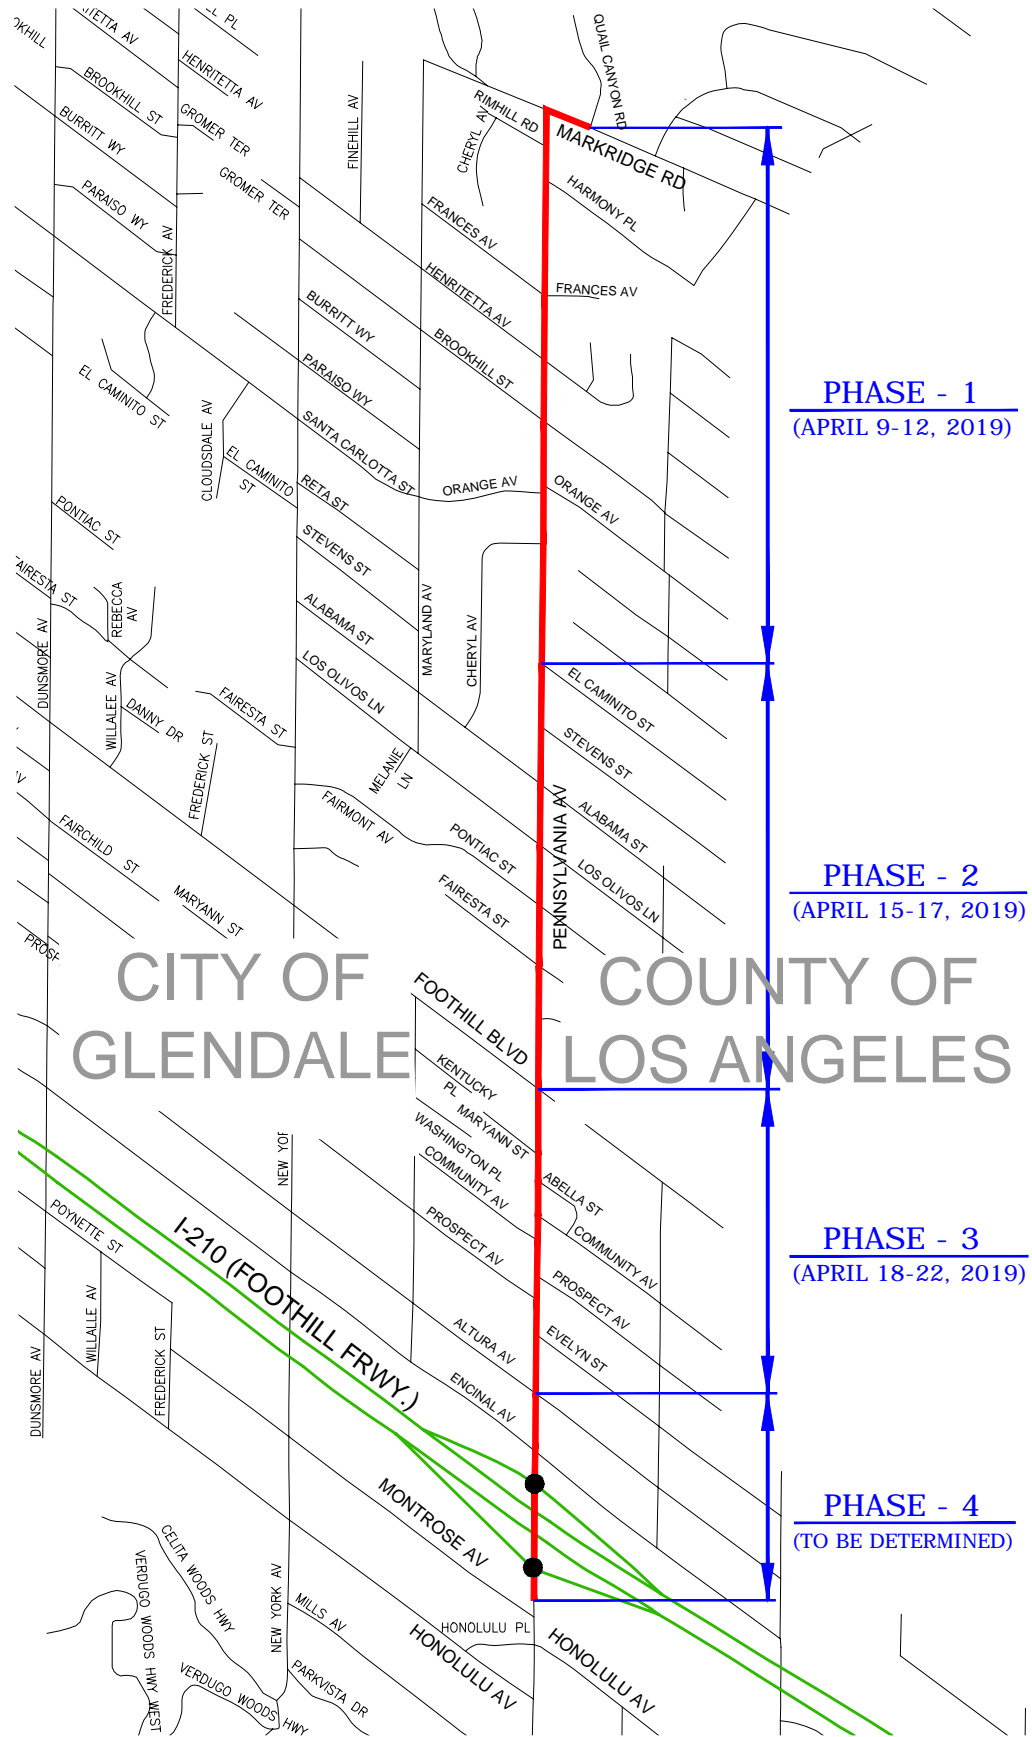 OKHILL
ITETTA AV
PL
HENRITETTA AV
BROOKHILL ST
BURRITT WY
GROMER TER
GROMER TER
PARAISO WY
FREDERICK AV
FINEHILL AV
CHERYL AV
RIMHILL RD
QUAIL CANYON RD
MARKRIDGE RD
HARMONY PL
FRANCES AV
FRANCES AV
HENRITETTA AV
BURRITT WY
BROOKHILL ST
PARAISO WY
EL CAMINITO ST
PHASE - 1
(APRIL 9-12, 2019)
CLOUDSDALE AV
SANTA CARLOTTA ST
EL CAMINITO
ST
RETA ST
ORANGE AV
ORANGE AV
PONTIAC ST
STEVENS ST
AIRESTA ST
REBECCA
AV
ALABAMA ST
MARYLAND AV
CHERYL AV
DUNSMORE AV
WILLALEE AV
DANNY DR
FAIRESTA ST
LOS OLIVOS LN
EL CAMINITO ST
STEVENS ST
FREDERICK ST
MELANIE
LN
IV
FAIRMONT AV
PENNSYLVANIA AV
ALABAMA ST
FAIRCHILD ST
PONTIAC ST
LOS OLIVOS LN
MARYANN ST
FAIRESTA ST
PHASE - 2
(APRIL 15-17, 2019)
PROSP
CITY OF
GLENDALE
COUNTY OF
LOS ANGELES
FOOTHILL BLVD
KENTUCKY
PL
MARYANN ST
WASHINGTON PL
COMMUNITY AV
NEW YOR
ABELLA ST
COMMUNITY AV
PROSPECT AV
PROSPECT AV
PHASE - 3
(APRIL 18-22, 2019)
POYNETTE ST
I-210 (FOOTHILL FRWY.)
WILLALLE AV
ALTURA AV
EVELYN ST
DUNSMORE AV
FREDERICK ST
ENCINAL AV
MONTROSE AV
PHASE - 4
(TO BE DETERMINED)
CELITA WOODS HWY
VERDUGO WOODS HWY WEST
NEW YORK AV
MILLS AV
HONOLULU PL
HONOLULU AV
HONOLULU AV
VERDUGO WOODS HWY
PARKVISTA DR